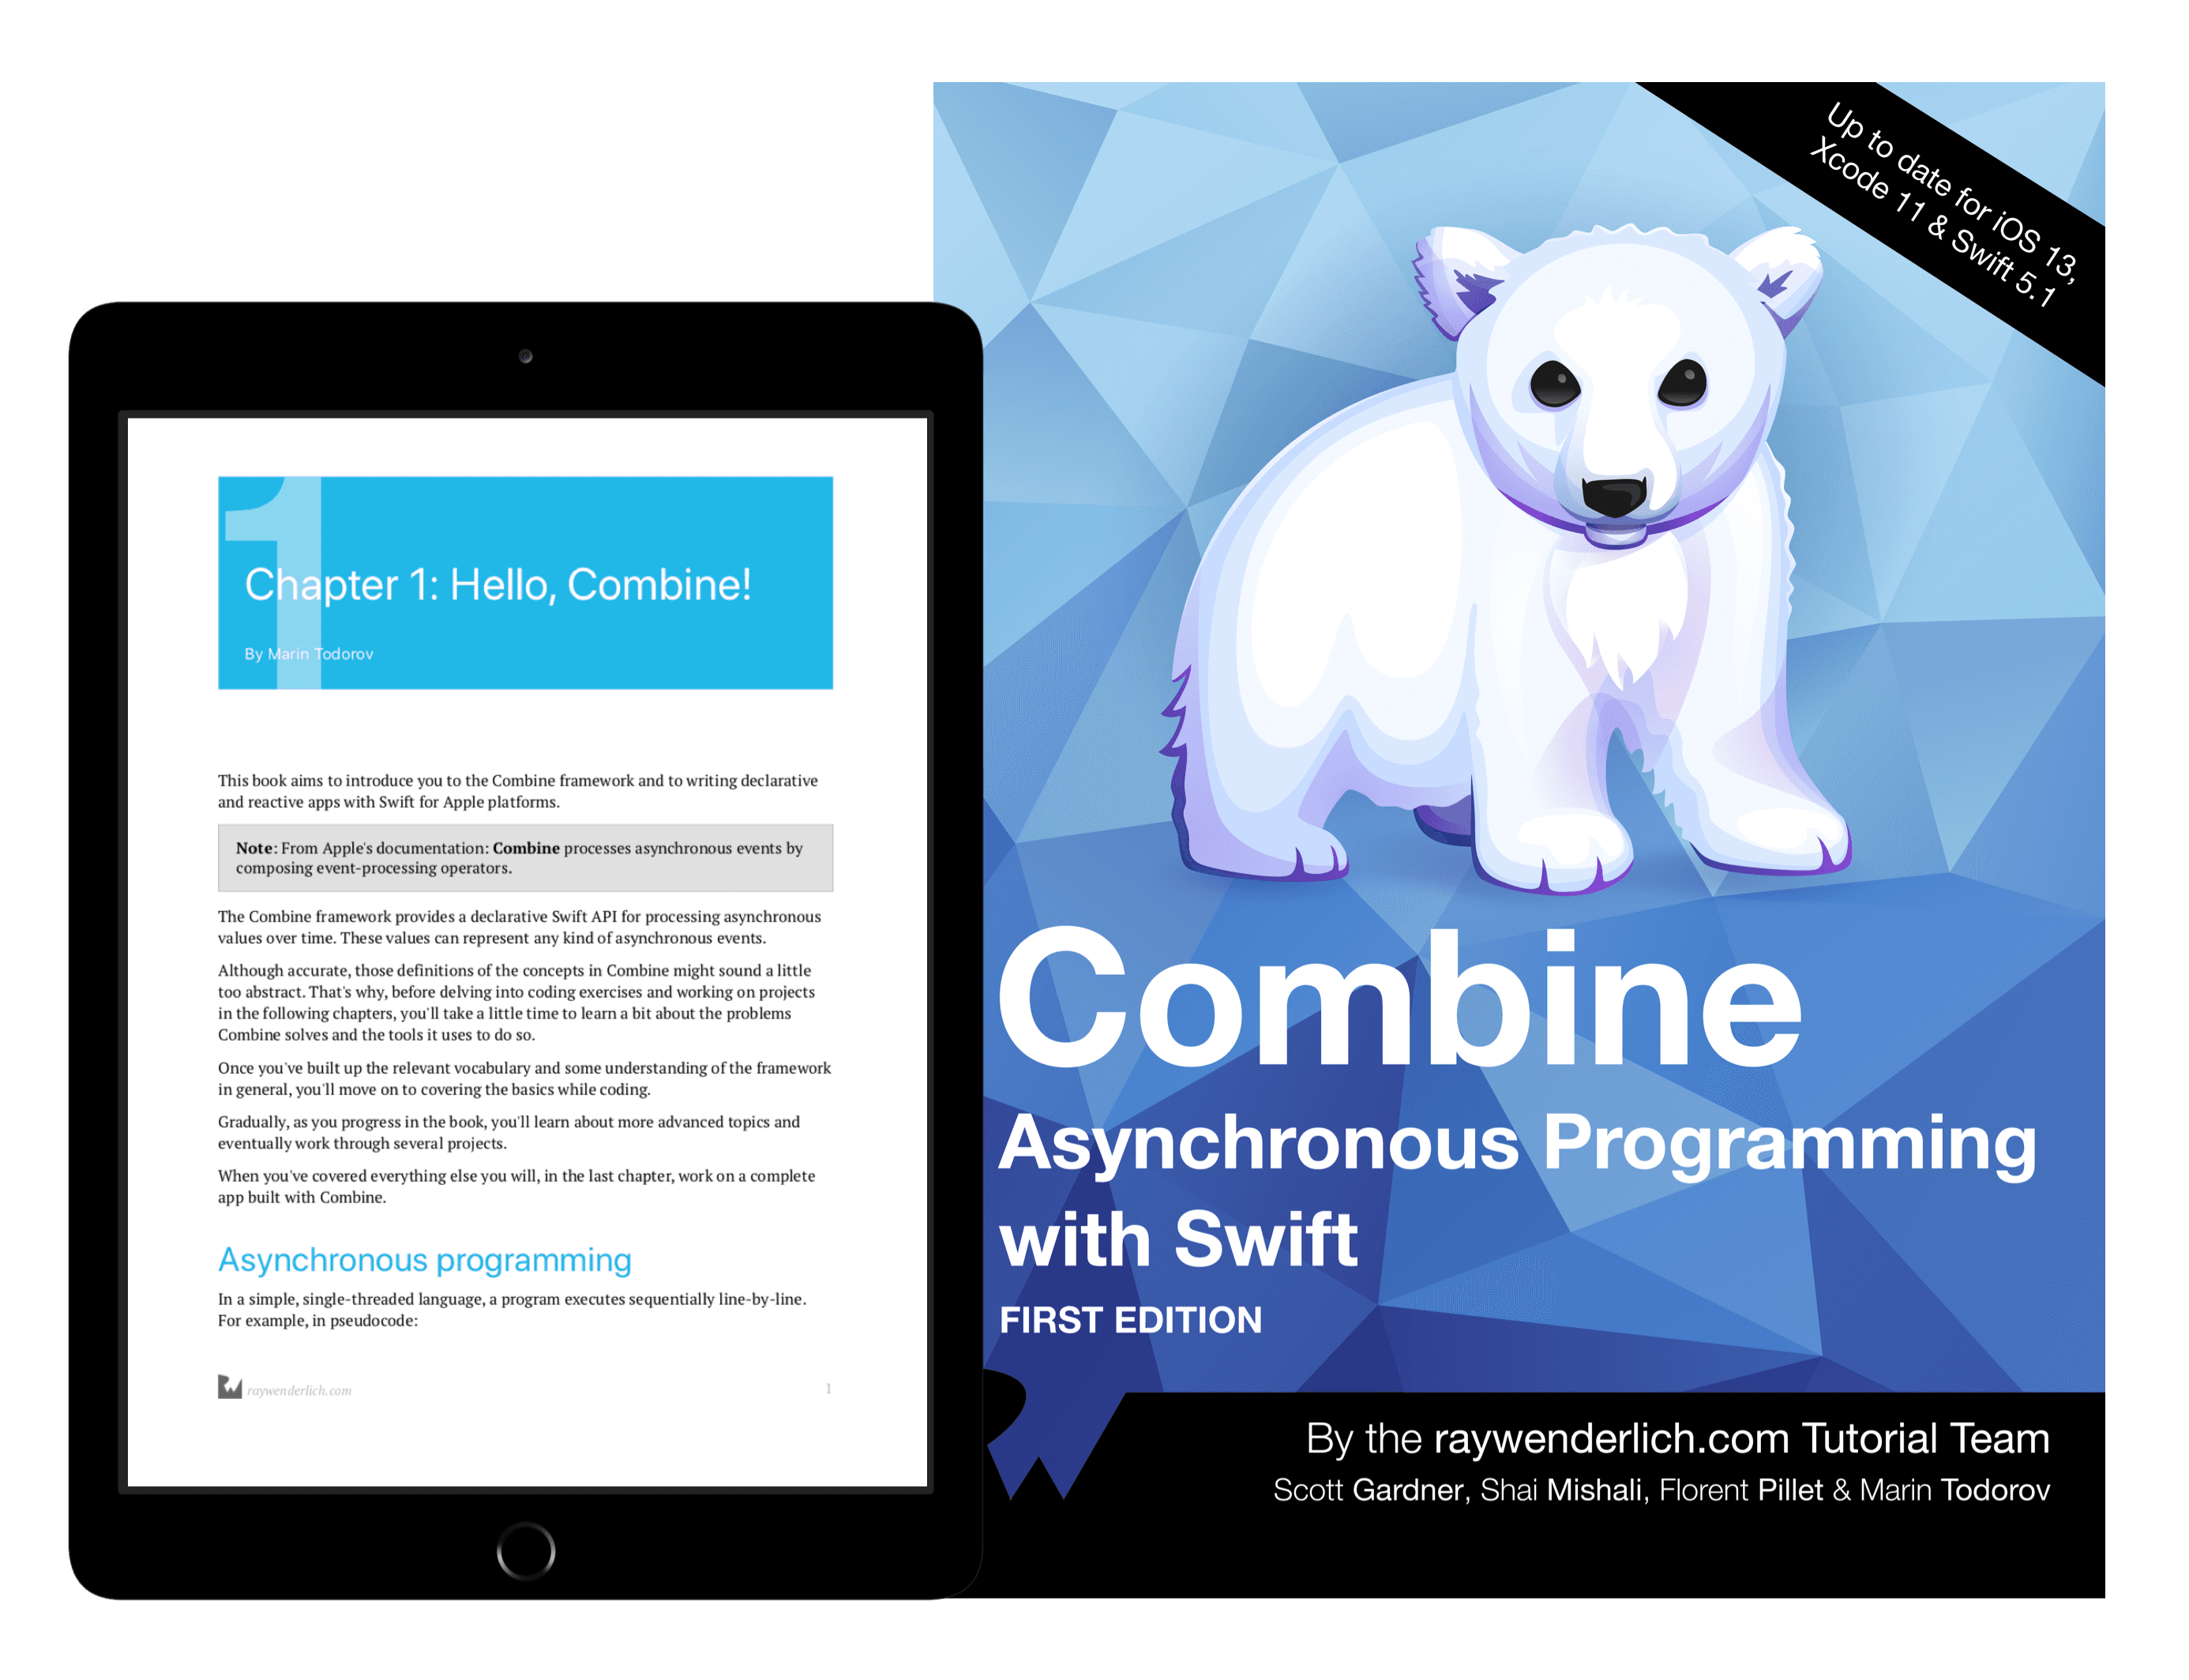 Chapter 1: Hello, Combine!
By Marin Todorov
This book aims to introduce you to the Combine framework and to writing declarative
and reactive apps with Swift for Apple platforms.
Note: From Apple's documentation: Combine processes asynchronous events by
composing event-processing operators.
The Combine framework provides a declarative Swift API for processing asynchronous
values over time. These values can represent any kind of asynchronous events.
Although accurate, those definitions of the concepts in Combine might sound a little
too abstract. That's why, before delving into coding exercises and working on projects
in the following chapters, you'll take a little time to learn a bit about the problems
Combine solves and the tools it uses to do so.
Once you've built up the relevant vocabulary and some understanding of the framework
in general, you'll move on to covering the basics while coding.
Gradually, as you progress in the book, you'll learn about more advanced topics and
eventually work through several projects.
When you've covered everything else you will, in the last chapter, work on a complete
app built with Combine.
Asynchronous programming
In a simple, single-threaded language, a program executes sequentially line-by-line.
For example, in pseudocode:
raywenderlich.com
1
1
Up to date for iOS 13,
Xcode 11 & Swift 5.1
Combine
Asynchronous Programming
with Swift
FIRST EDITION
By the raywenderlich.com Tutorial Team
Scott Gardner, Shai Mishali, Florent Pillet & Marin Todorov